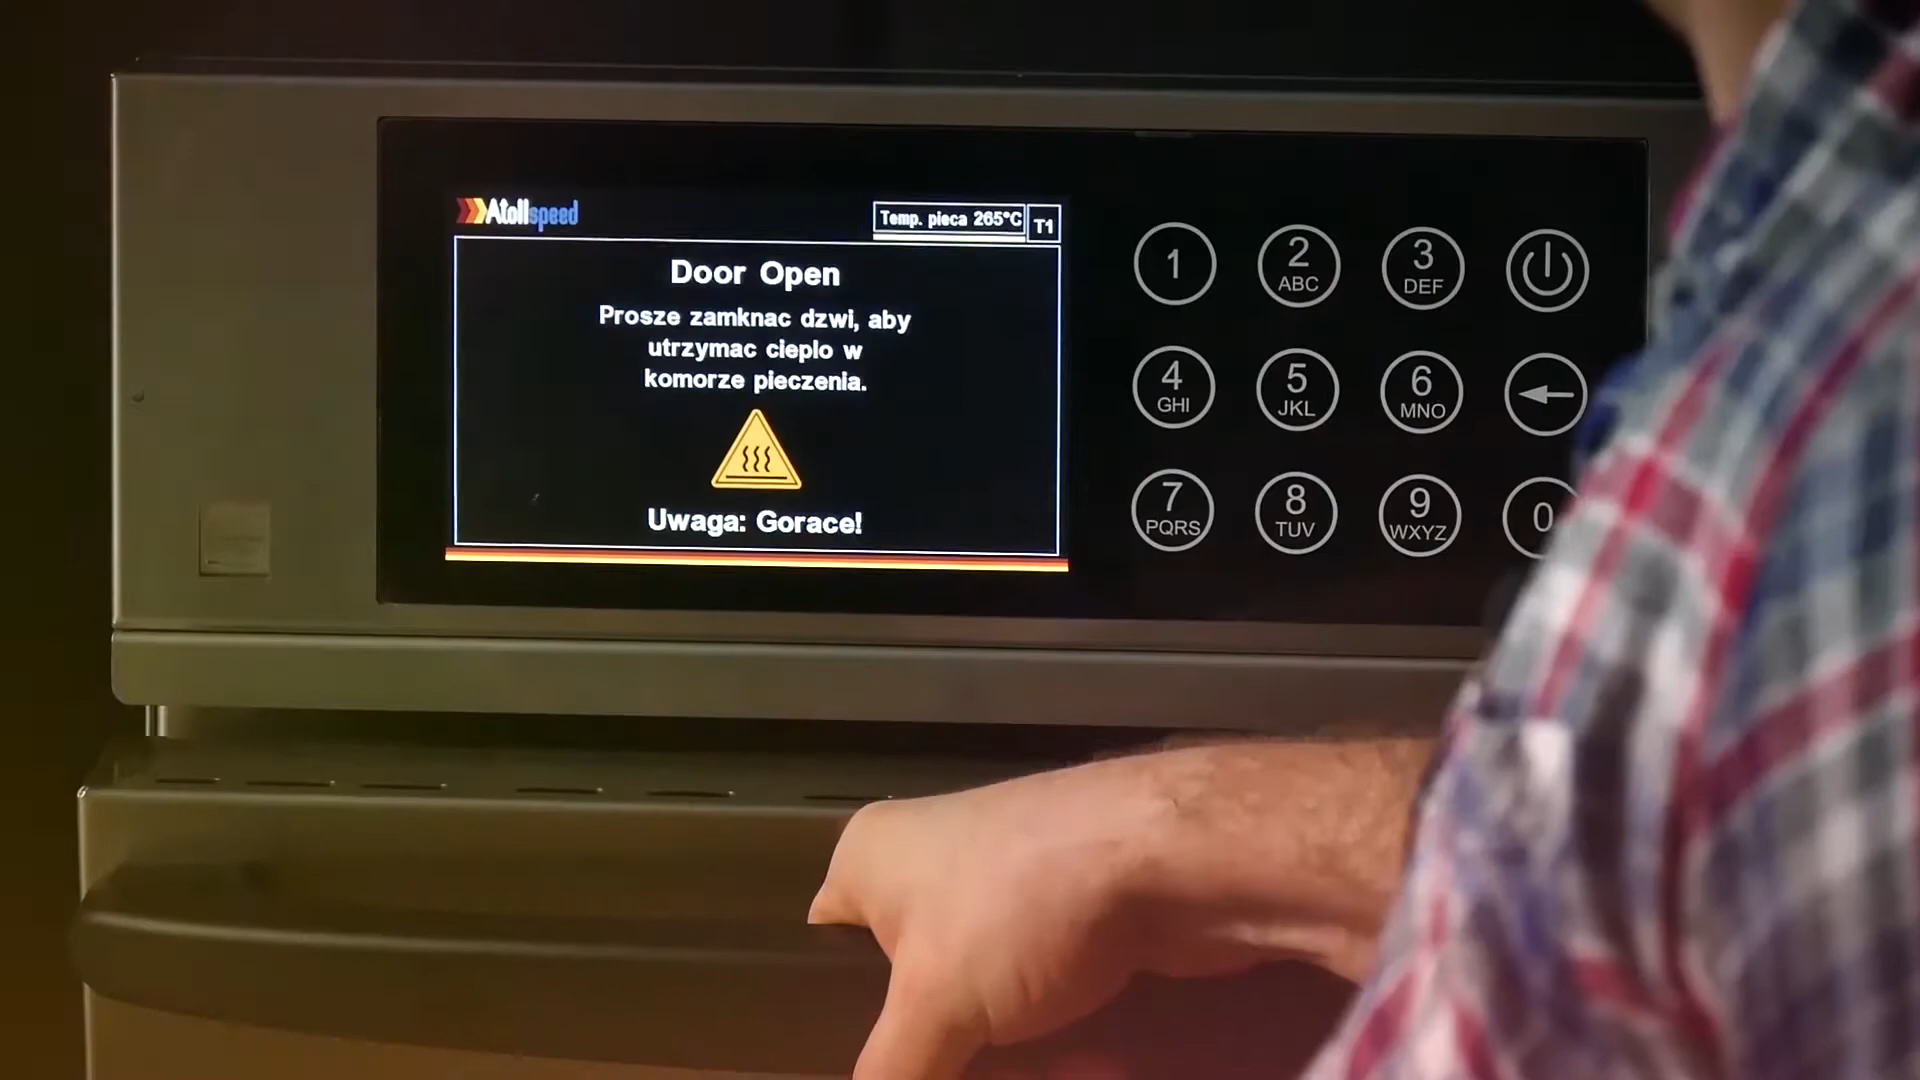 Atollspeed
Temp. pieca 265°C
T1
Door Open
Prosze zamknac dzwi, aby
utrzymac cieplo w
komorze pieczenia.
Uwaga: Gorace!
1
2
ABC
3
DEF
4
GHI
5
JKL
6
MNO
7
PQRS
8
TUV
9
WXYZ
0